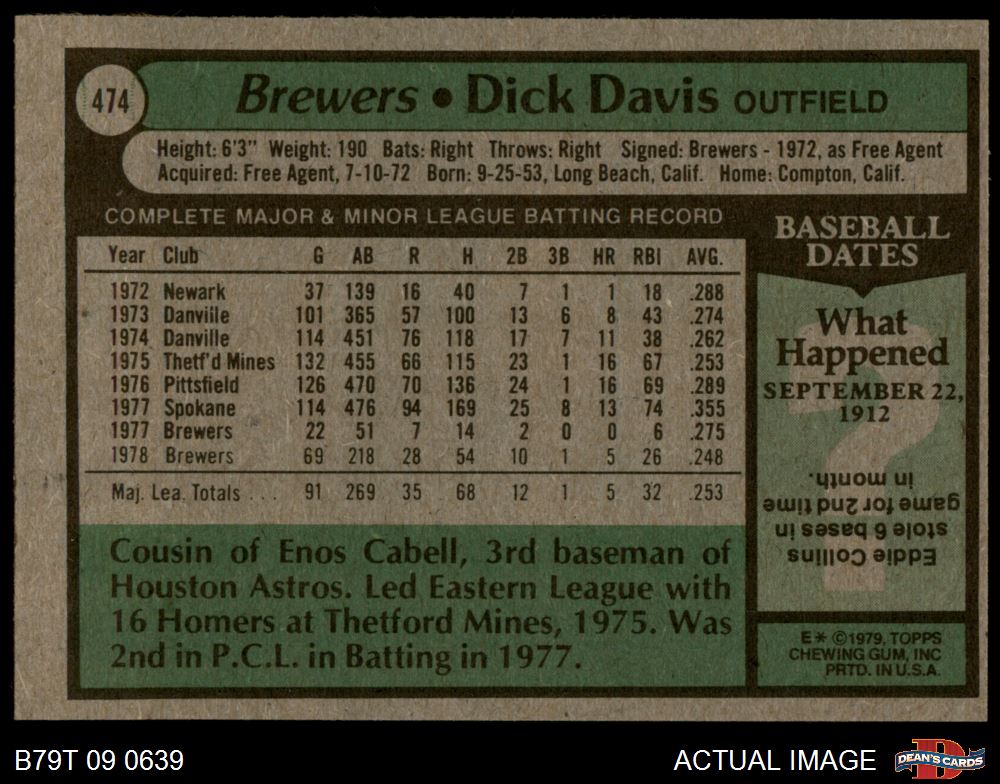 474
Brewers • Dick Davis OUTFIELD
Height: 6'3" Weight: 190 Bats: Right Throws: Right Signed: Brewers - 1972, as Free Agent
Acquired: Free Agent, 7-10-72 Born: 9-25-53, Long Beach, Calif. Home: Compton, Calif.
COMPLETE MAJOR & MINOR LEAGUE BATTING RECORD
Year Club G AB R H 2B 3B HR RBI AVG.
1972 Newark 37 139 16 40 7 1 1 18 .288
1973 Danville 101 365 57 100 13 6 8 43 .274
1974 Danville 114 451 76 118 17 7 11 38 .262
1975 Thetf'd Mines 132 455 66 115 23 1 16 67 .253
1976 Pittsfield 126 470 70 136 24 1 16 69 .289
1977 Spokane 114 476 94 169 25 8 13 74 .355
1977 Brewers 22 51 7 14 2 0 0 6 .275
1978 Brewers 69 218 28 54 10 1 5 26 .248
Maj. Lea. Totals . . . 91 269 35 68 12 1 5 32 .253
Cousin of Enos Cabell, 3rd baseman of
Houston Astros. Led Eastern League with
16 Homers at Thetford Mines, 1975. Was
2nd in P.C.L. in Batting in 1977.
BASEBALL
DATES
What
Happened
SEPTEMBER 22,
1912
?
Eddie Collins
stole 6 bases in
game for 2nd time
in month.
E* ©1979, TOPPS
CHEWING GUM, INC
PRTD. IN U.S.A.
B79T 09 0639
ACTUAL IMAGE
D
DEAN'S CARDS